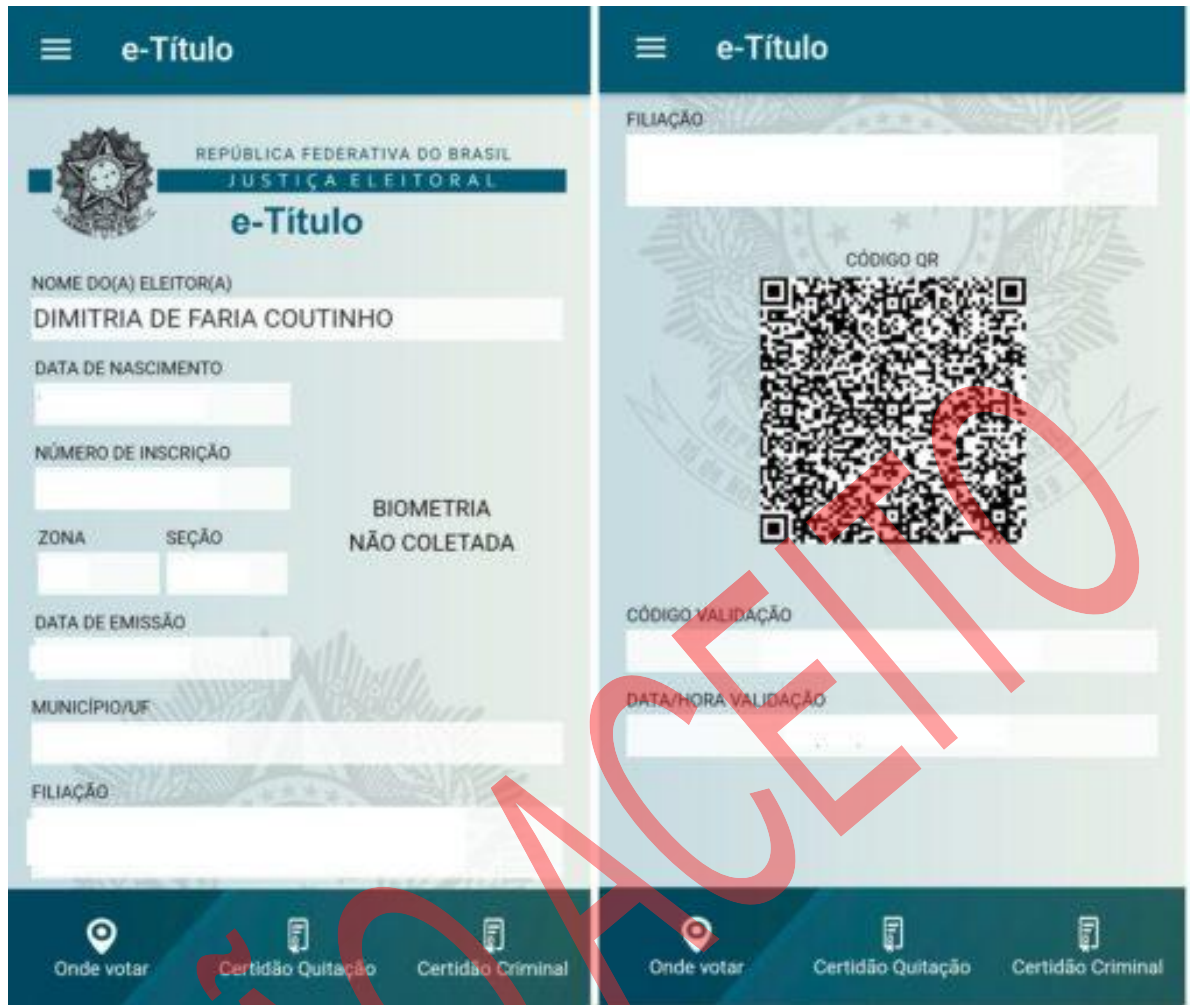 e-Título
REPÚBLICA FEDERATIVA DO BRASIL
JUSTIÇA ELEITORAL
e-Título
NOME DO(A) ELEITOR(A)
DIMITRIA DE FARIA COUTINHO
DATA DE NASCIMENTO
NÚMERO DE INSCRIÇÃO
BIOMETRIA
NÃO COLETADA
ZONA SEÇÃO
DATA DE EMISSÃO
MUNICÍPIO/UF
FILIAÇÃO
Onde votar Certidão Quitação Certidão Criminal
e-Título
FILIAÇÃO
CÓDIGO QR
CÓDIGO VALIDAÇÃO
DATA/HORA VALIDAÇÃO
Onde votar Certidão Quitação Certidão Criminal
ACEITO